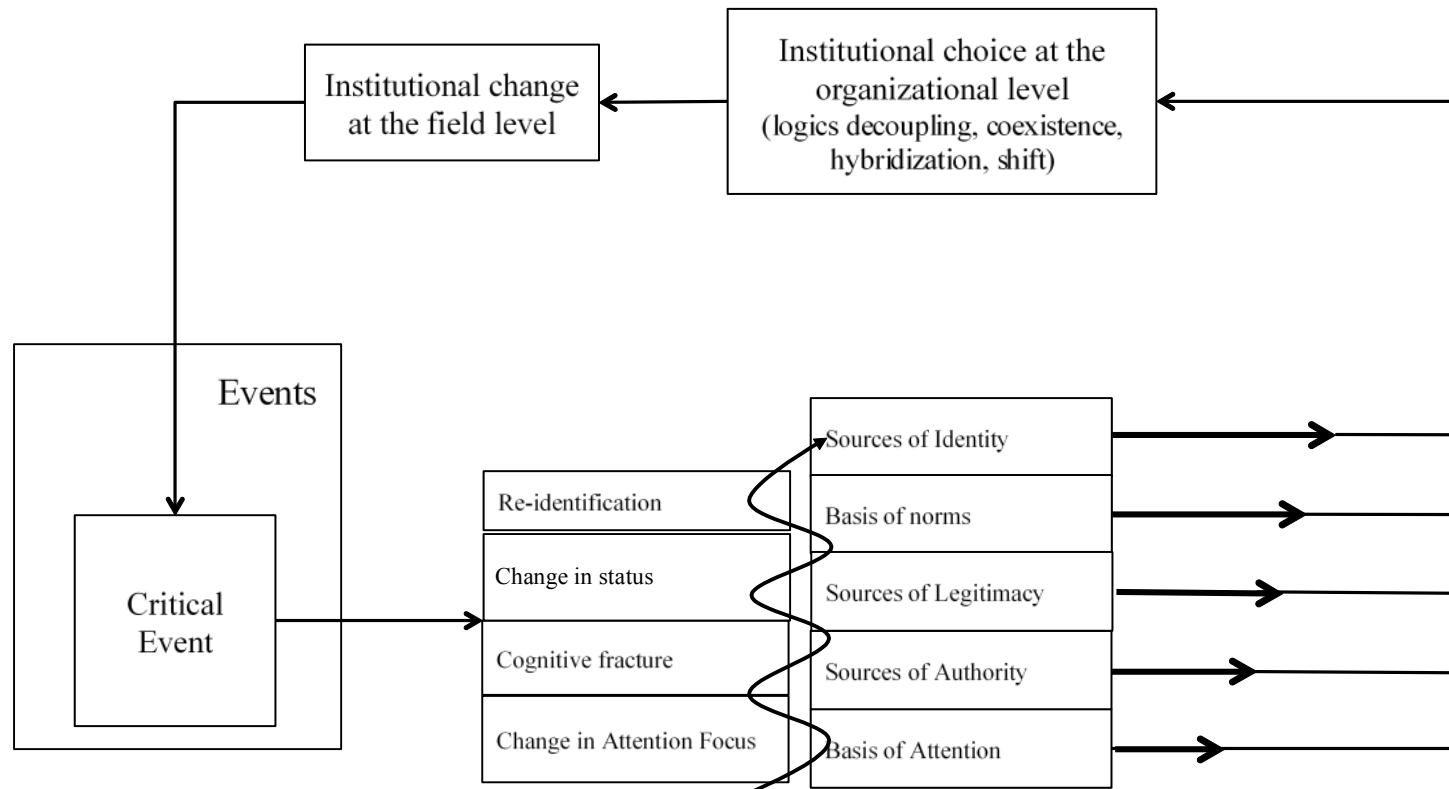 Institutional change
at the field level
Institutional choice at the
organizational level
(logics decoupling, coexistence,
hybridization, shift)
Events
Critical
Event
Re-identification
Change in status
Cognitive fracture
Change in Attention Focus
Sources of Identity
Basis of norms
Sources of Legitimacy
Sources of Authority
Basis of Attention